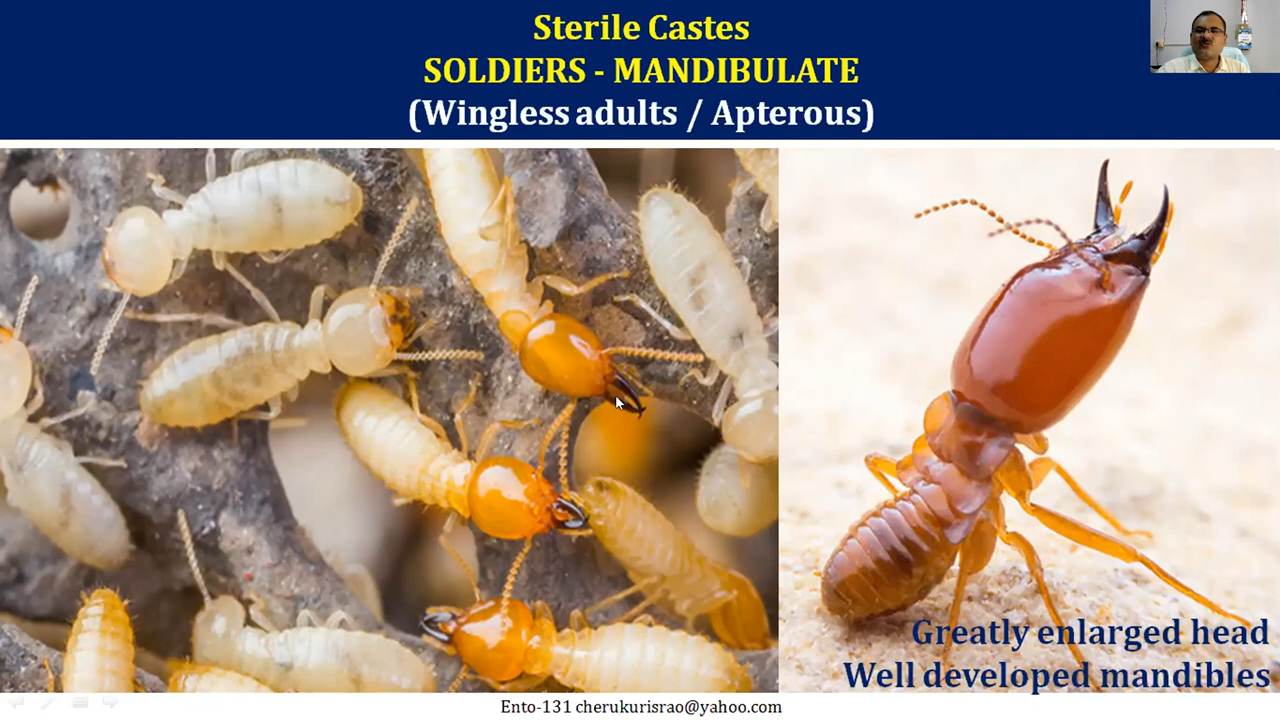 Sterile Castes
SOLDIERS - MANDIBULATE
(Wingless adults / Apterous)
Greatly enlarged head
Well developed mandibles
Ento-131 cherukurisrao@yahoo.com